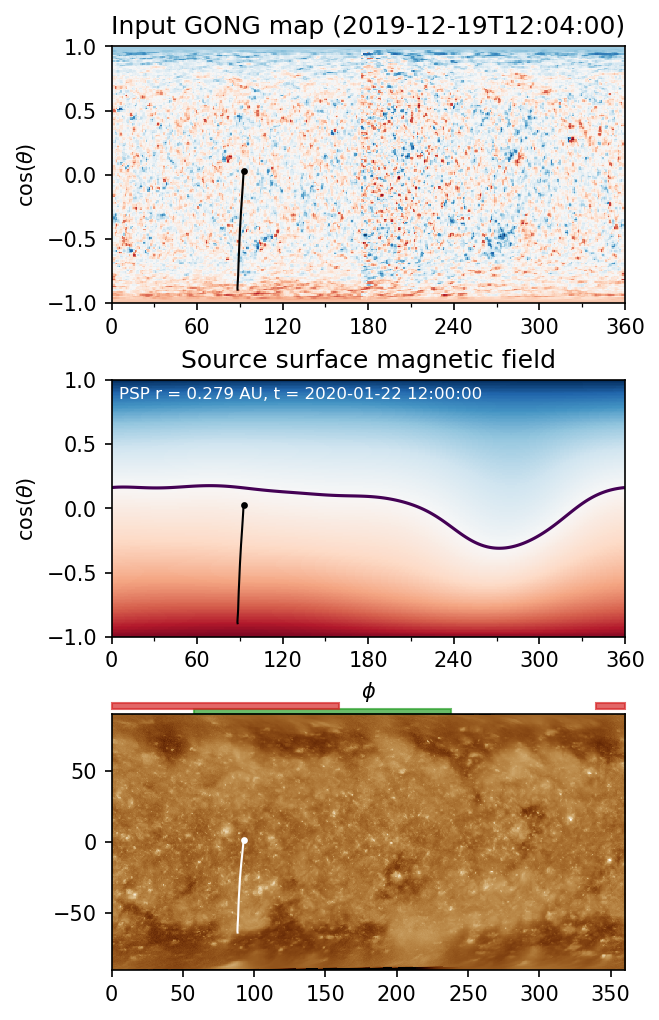 Input GONG map (2019-12-19T12:04:00)
1.0
0.5
0.0
−0.5
−1.0
cos(θ)
0 60 120 180 240 300 360
Source surface magnetic field
PSP r = 0.279 AU, t = 2020-01-22 12:00:00
1.0
0.5
0.0
−0.5
−1.0
cos(θ)
0 60 120 180 240 300 360
ϕ
50
0
−50
0 50 100 150 200 250 300 350